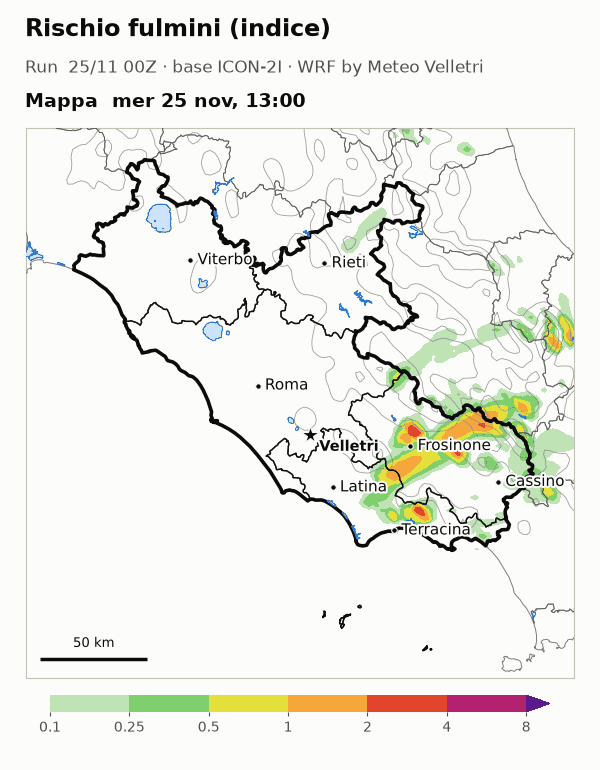 Rischio fulmini (indice)
Run  25/11 00Z · base ICON-2I · WRF by Meteo Velletri
Mappa  mer 25 nov, 13:00
Viterbo
Rieti
Roma
Velletri
Frosinone
Latina
Cassino
Terracina
50 km
0.1 0.25 0.5 1 2 4 8